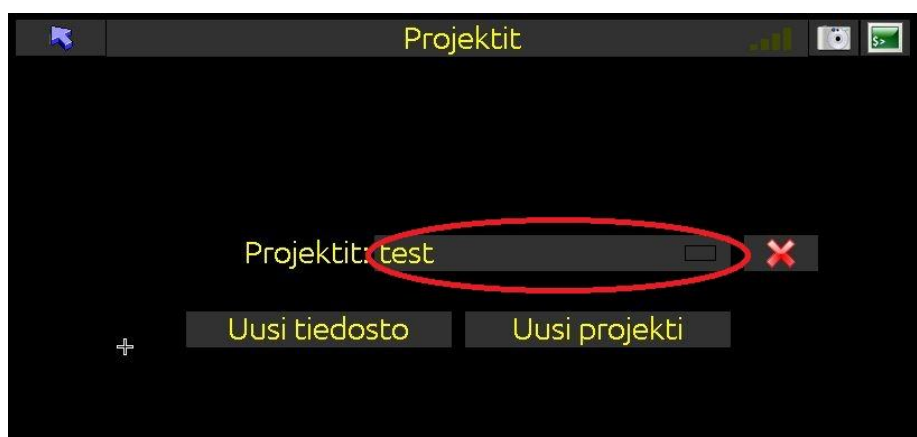 Projektit
$>
Projektit: test
Uusi tiedosto
Uusi projekti